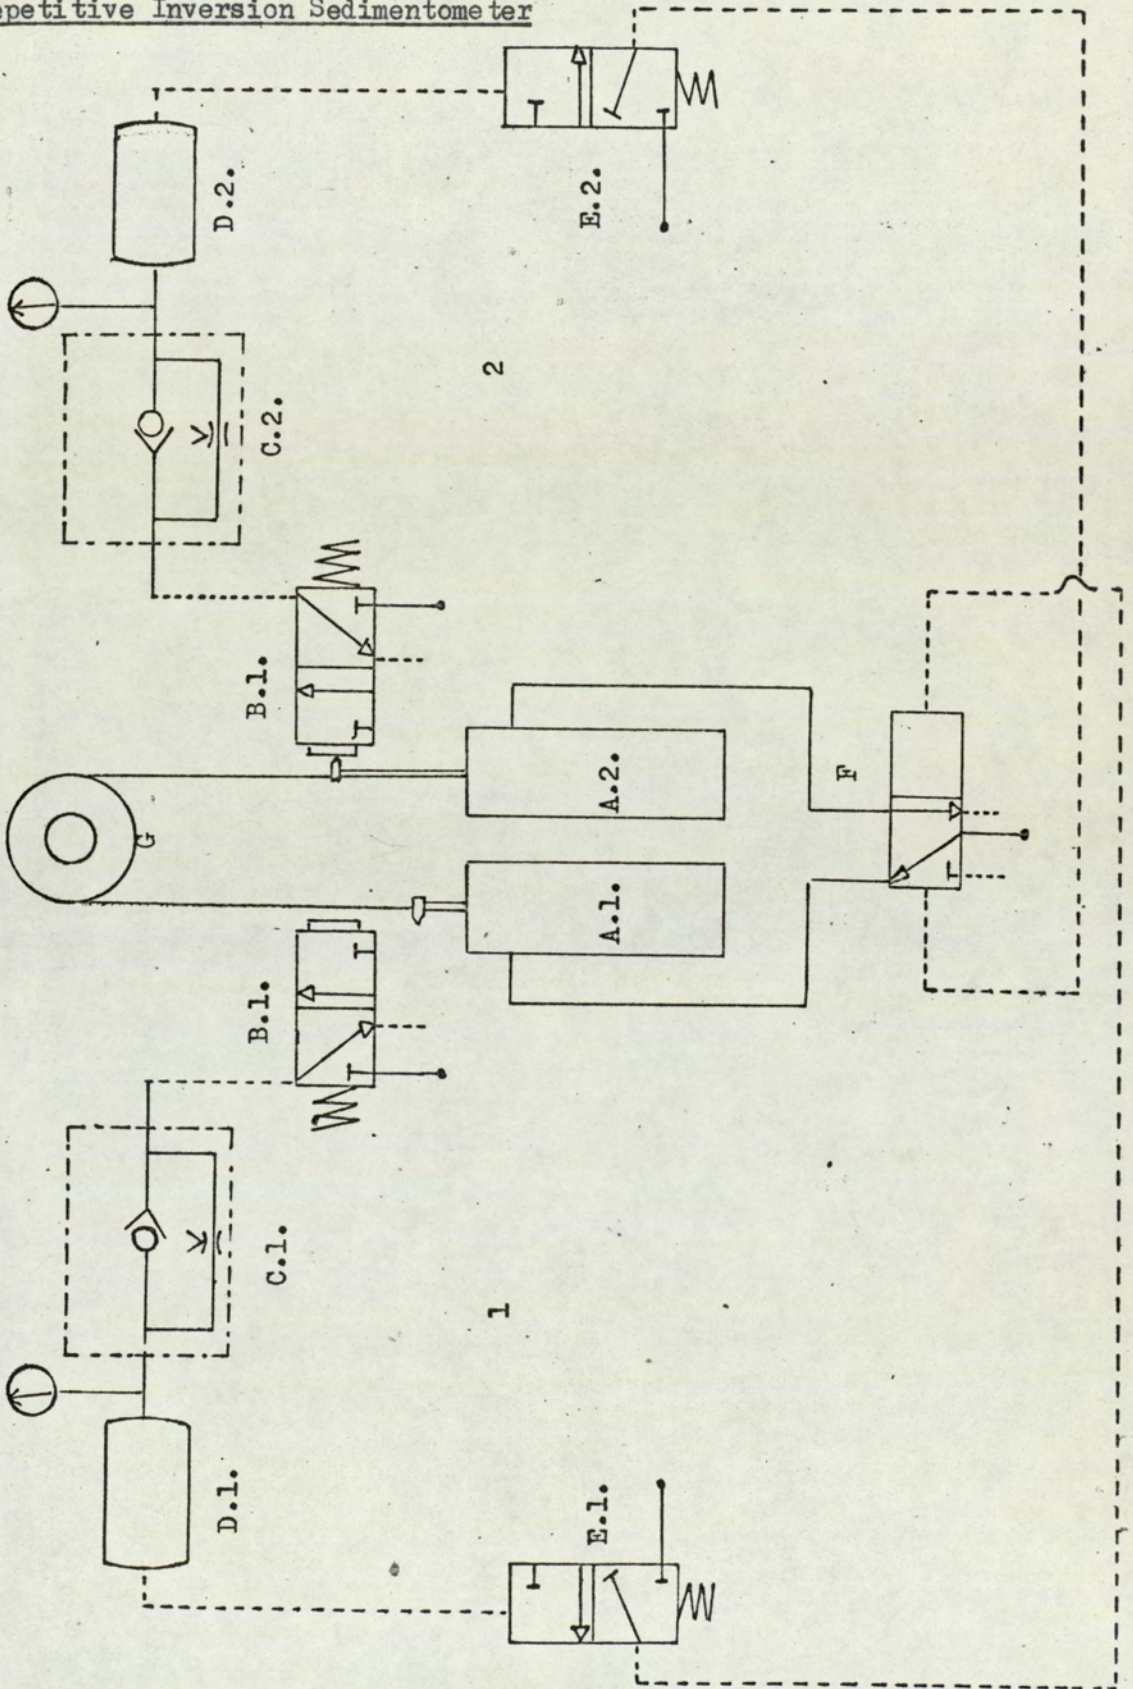 epetitive Inversion Sedimentometer
D.2.
E.2.
C.2.
2
B.1.
A.2.
F
G
A.1.
B.1.
C.1.
1
D.1.
E.1.